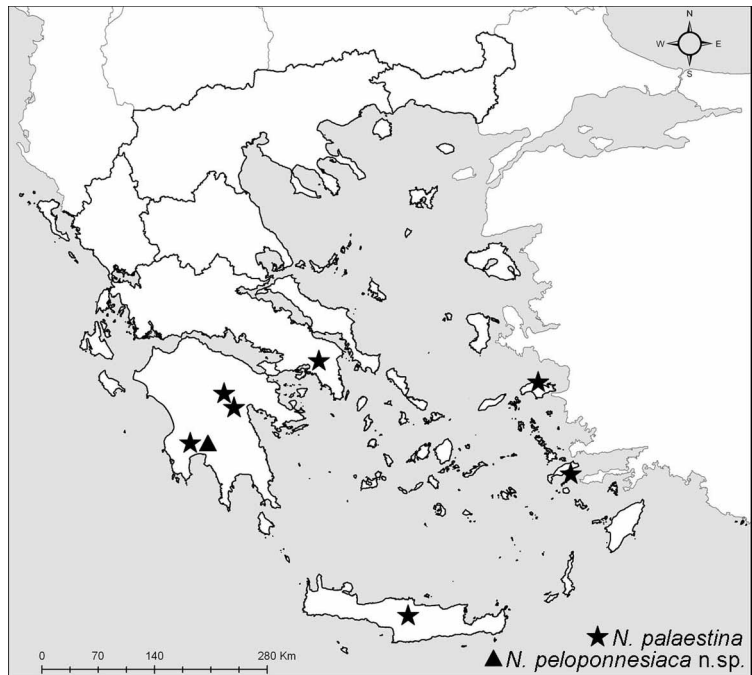 N
W E
S
N. palaestina
N. peloponnesiaca n.sp.
0 70 140 280 Km